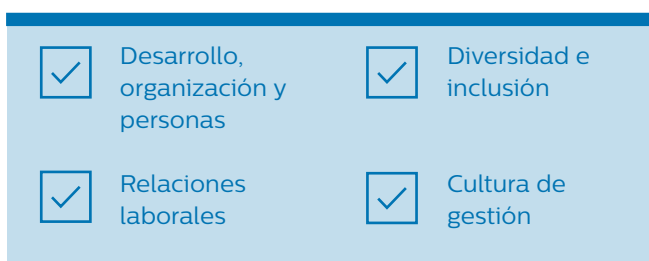 Desarrollo,
organización y
personas
Diversidad e
inclusión
Relaciones
laborales
Cultura de
gestión